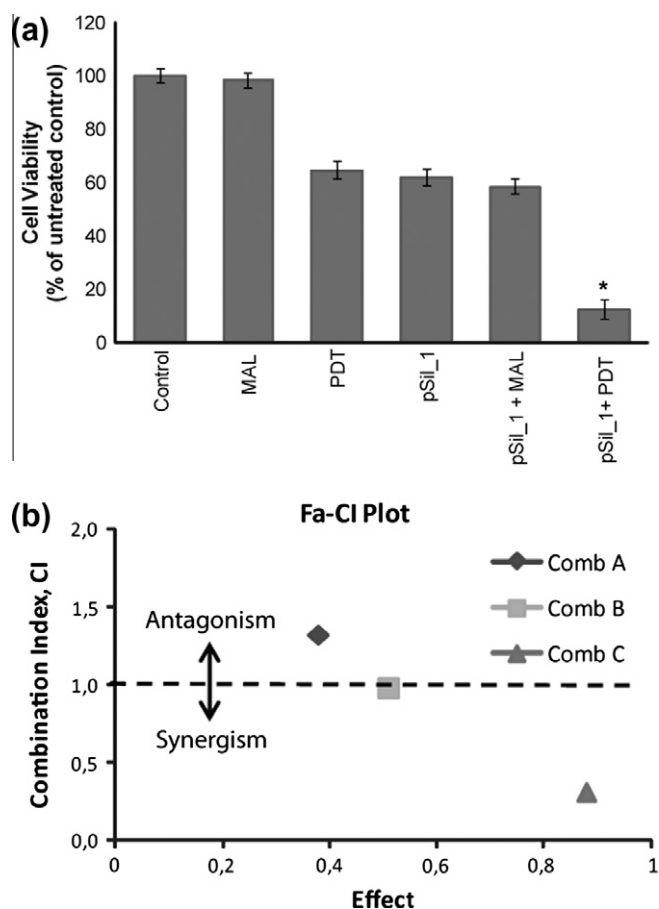 (a)
Cell Viability
(% of untreated control)
120
100
80
60
40
20
0
Control
MAL
PDT
pSil_1
pSil_1 + MAL
pSil_1+ PDT
*
(b)
Fa-CI Plot
Combination Index, CI
2,0
1,5
1,0
0,5
0,0
Antagonism
Synergism
Comb A
Comb B
Comb C
0
0,2
0,4
0,6
0,8
1
Effect